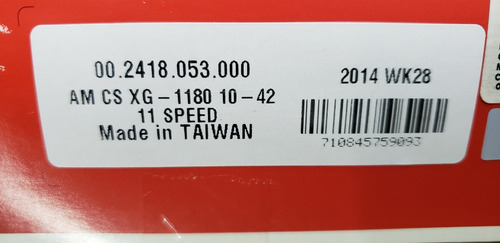 00.2418.053.000
2014 WK28
AM CS XG-1180 10-42
11 SPEED
Made in TAIWAN
710845759093